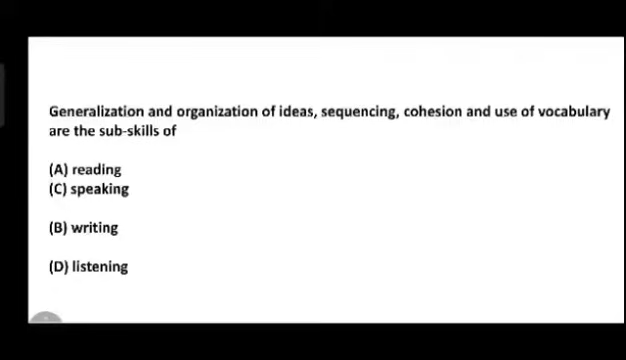 Generalization and organization of ideas, sequencing, cohesion and use of vocabulary
are the sub-skills of
(A) reading
(C) speaking
(B) writing
(D) listening